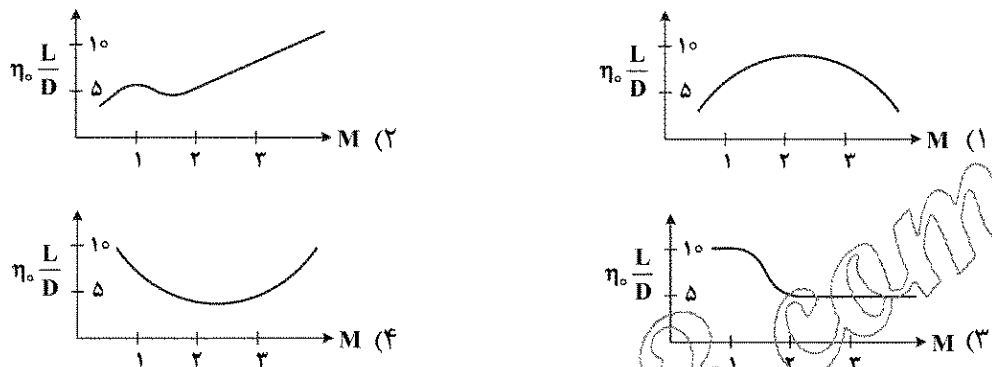 η₀ L/D ۱۰ ۵ ۱ ۲ ۳ M (۱
η₀ L/D ۱۰ ۵ ۱ ۲ ۳ M (۲
η₀ L/D ۱۰ ۵ ۱ ۲ ۳ M (۳
η₀ L/D ۱۰ ۵ ۱ ۲ ۳ M (۴
.com